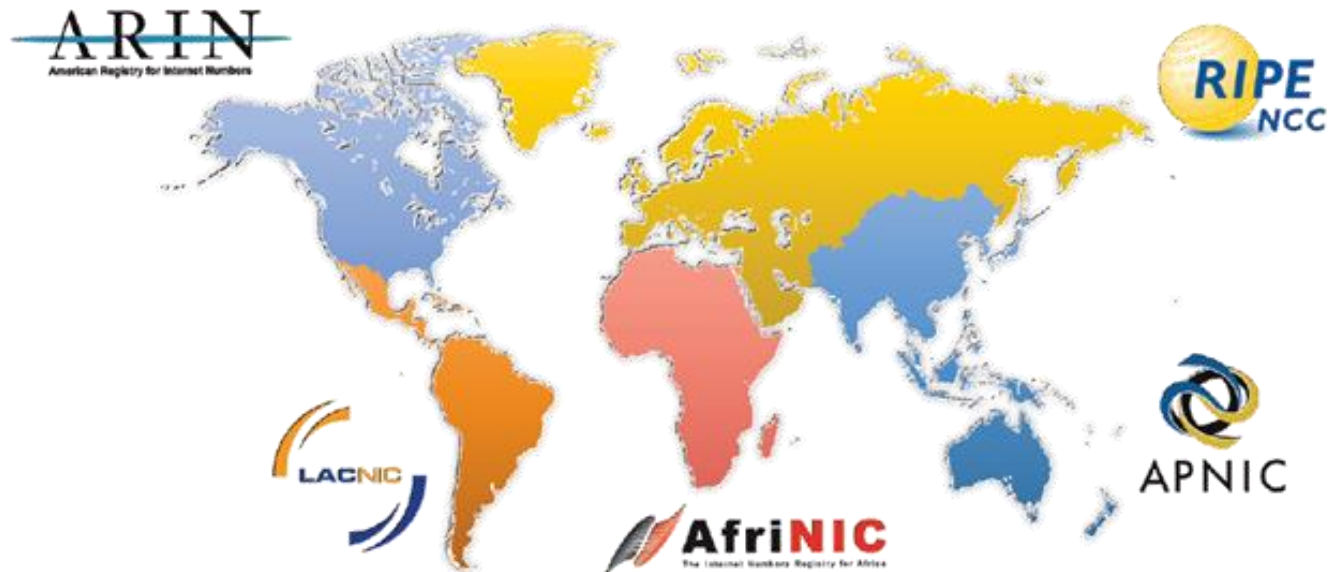 ARIN
American Registry for Internet Numbers
RIPE
NCC
LACNIC
APNIC
AfriNIC
The Internet Numbers Registry for Africa